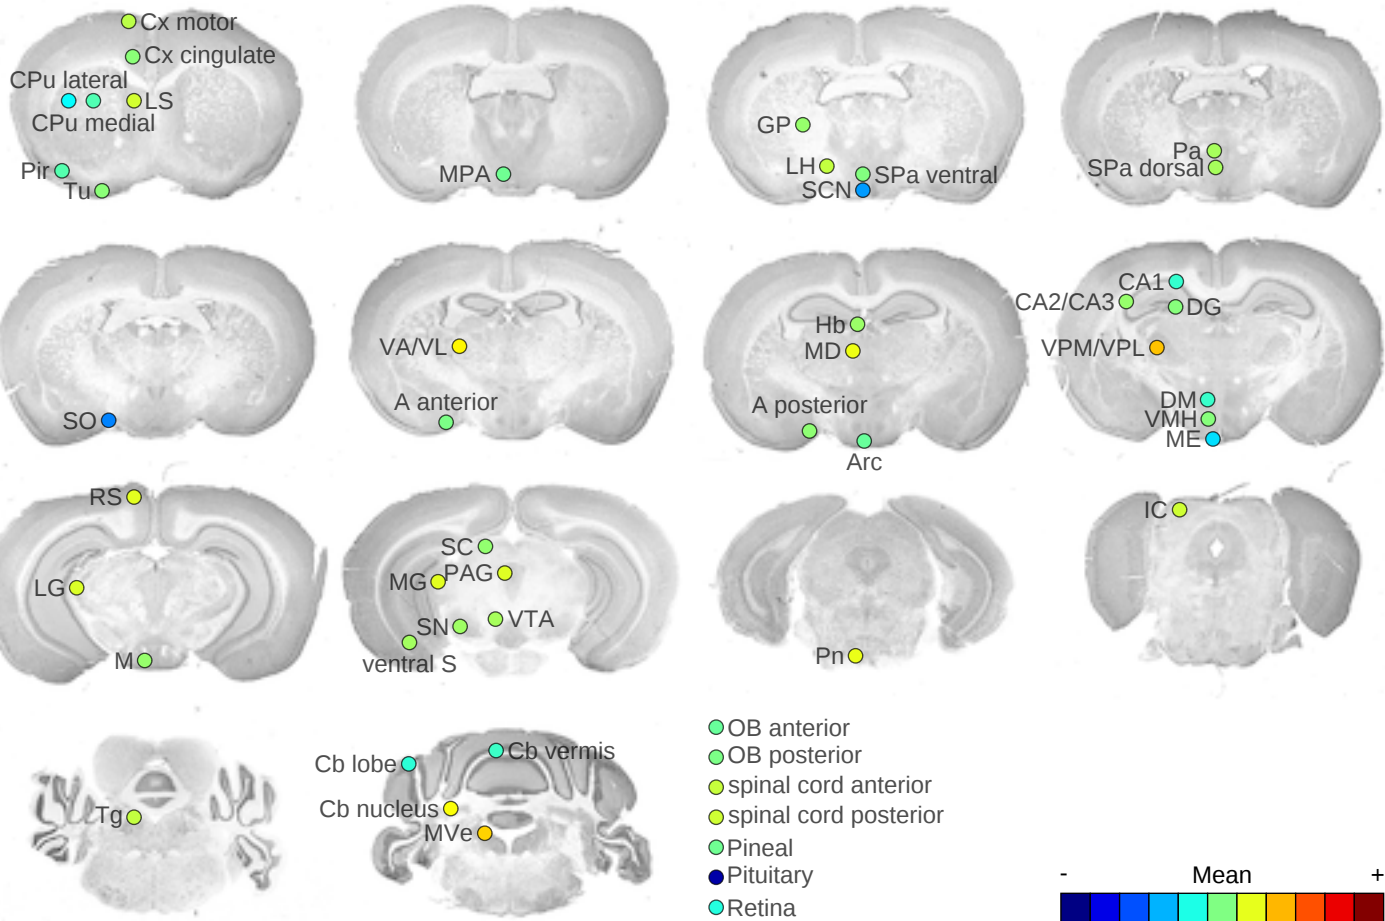 Cx motor
Cx cingulate
CPu lateral
LS
CPu medial
Pir
Tu
MPA
GP
LH
SPa ventral
SCN
Pa
SPa dorsal
SO
VA/VL
A anterior
Hb
MD
A posterior
Arc
CA1
CA2/CA3
DG
VPM/VPL
DM
VMH
ME
RS
LG
M
SC
MG
PAG
SN
VTA
ventral S
Pn
IC
Tg
Cb lobe
Cb vermis
Cb nucleus
MVe
OB anterior
OB posterior
spinal cord anterior
spinal cord posterior
Pineal
Pituitary
Retina
- Mean +